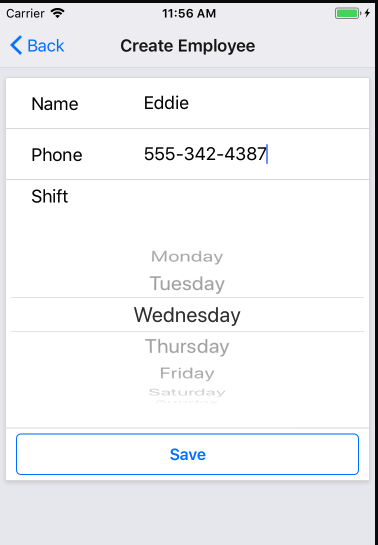 Carrier 11:56 AM
Back Create Employee
Name Eddie
Phone 555-342-4387
Shift
Monday
Tuesday
Wednesday
Thursday
Friday
Saturday
Save